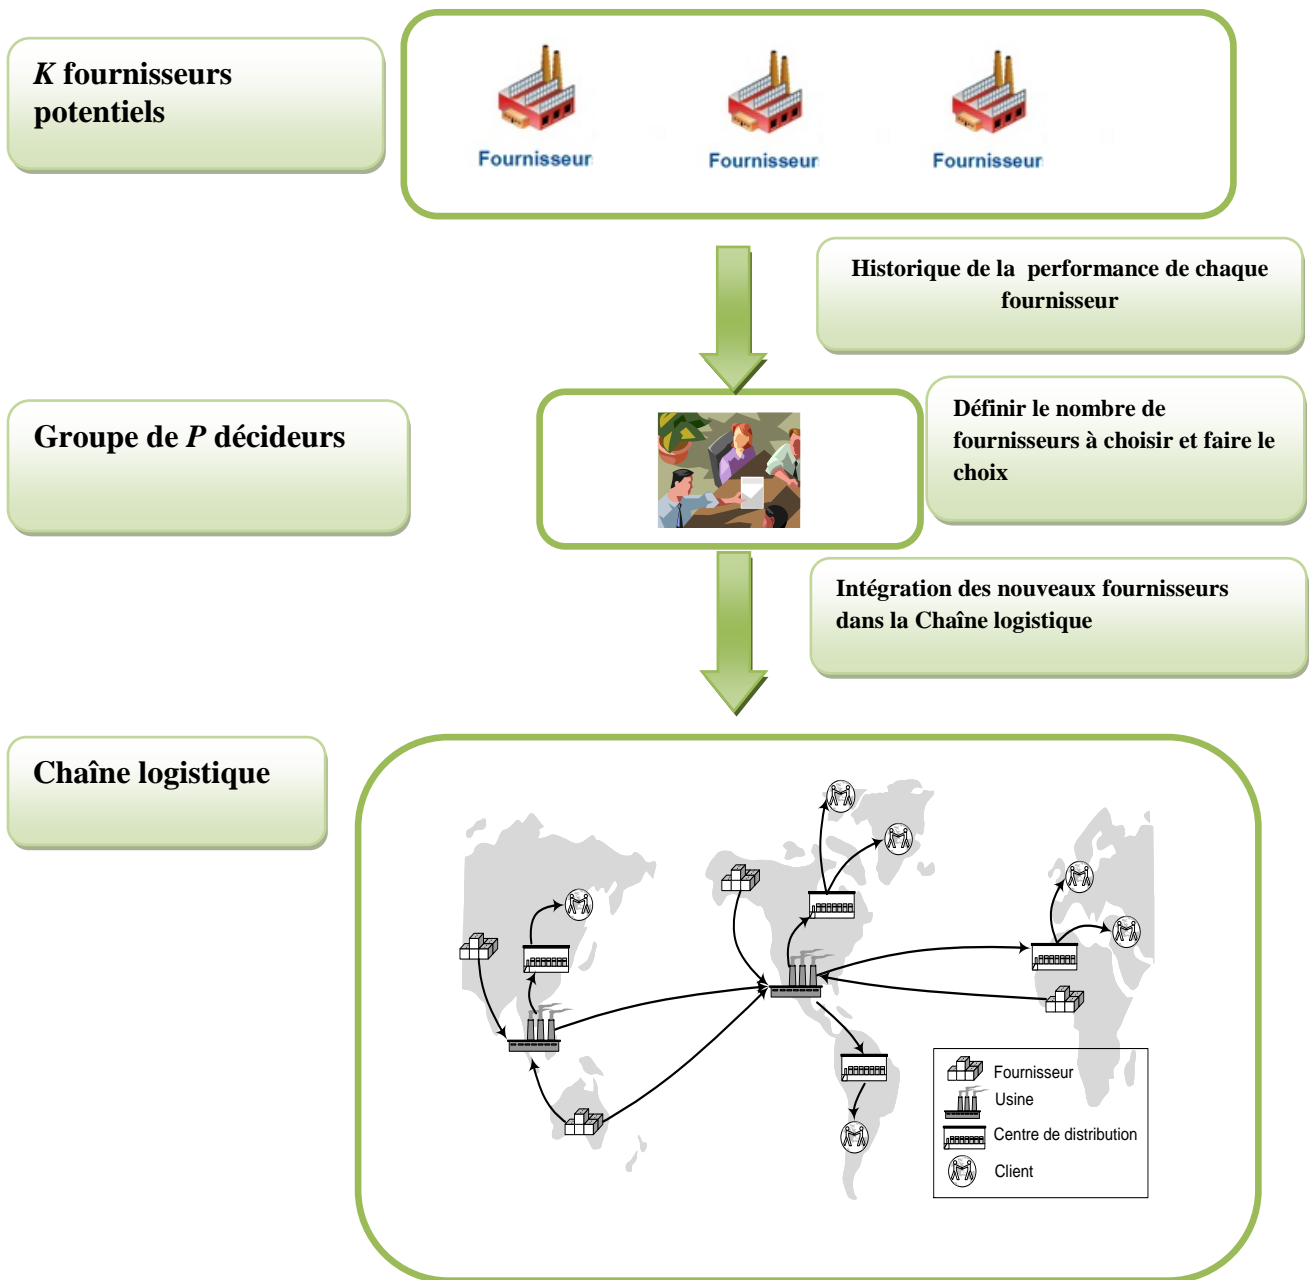 K fournisseurs
potentiels
Fournisseur
Fournisseur
Fournisseur
Historique de la performance de chaque
fournisseur
Groupe de P décideurs
Définir le nombre de
fournisseurs à choisir et faire le
choix
Intégration des nouveaux fournisseurs
dans la Chaîne logistique
Chaîne logistique
Fournisseur
Usine
Centre de distribution
Client